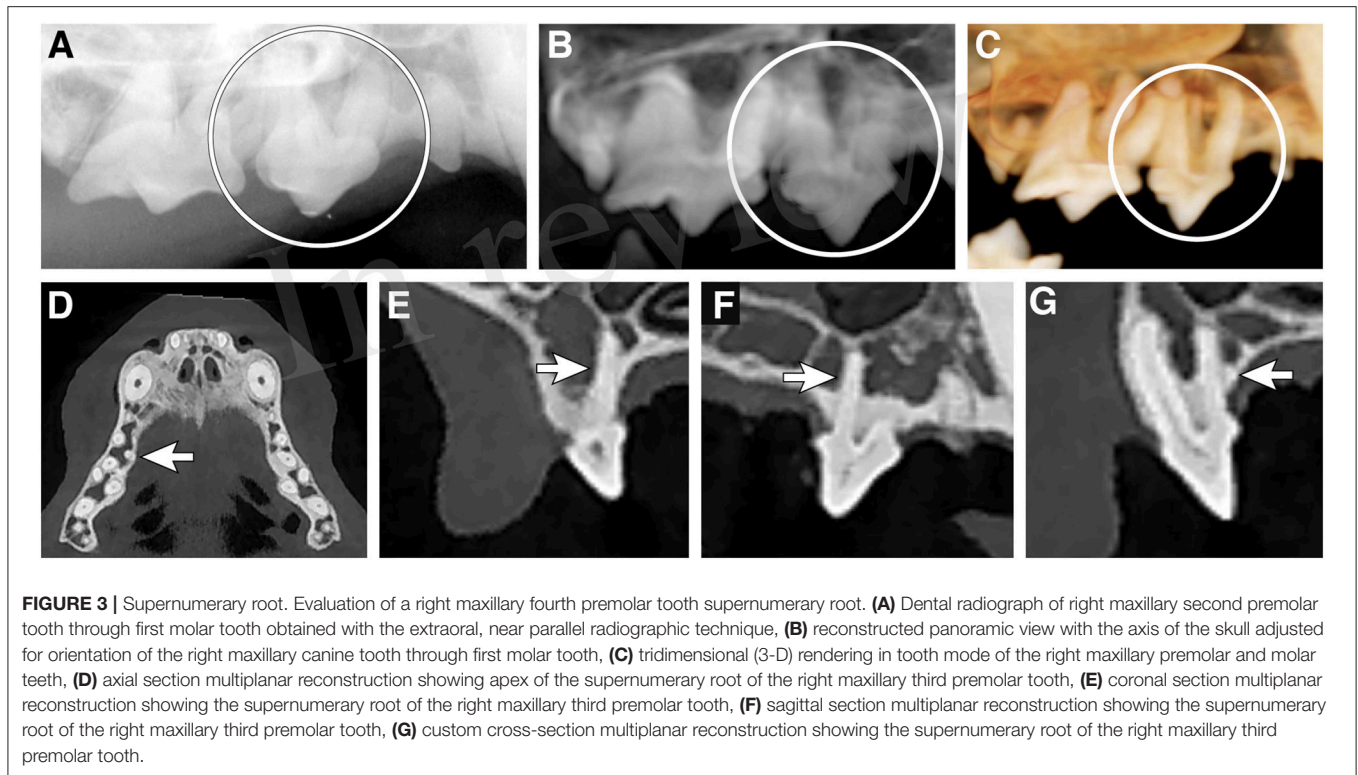 A
B
C
In review
D
E
F
G
FIGURE 3 | Supernumerary root. Evaluation of a right maxillary fourth premolar tooth supernumerary root. (A) Dental radiograph of right maxillary second premolar
tooth through first molar tooth obtained with the extraoral, near parallel radiographic technique, (B) reconstructed panoramic view with the axis of the skull adjusted
for orientation of the right maxillary canine tooth through first molar tooth, (C) tridimensional (3-D) rendering in tooth mode of the right maxillary premolar and molar
teeth, (D) axial section multiplanar reconstruction showing apex of the supernumerary root of the right maxillary third premolar tooth, (E) coronal section multiplanar
reconstruction showing the supernumerary root of the right maxillary third premolar tooth, (F) sagittal section multiplanar reconstruction showing the supernumerary
root of the right maxillary third premolar tooth, (G) custom cross-section multiplanar reconstruction showing the supernumerary root of the right maxillary third
premolar tooth.